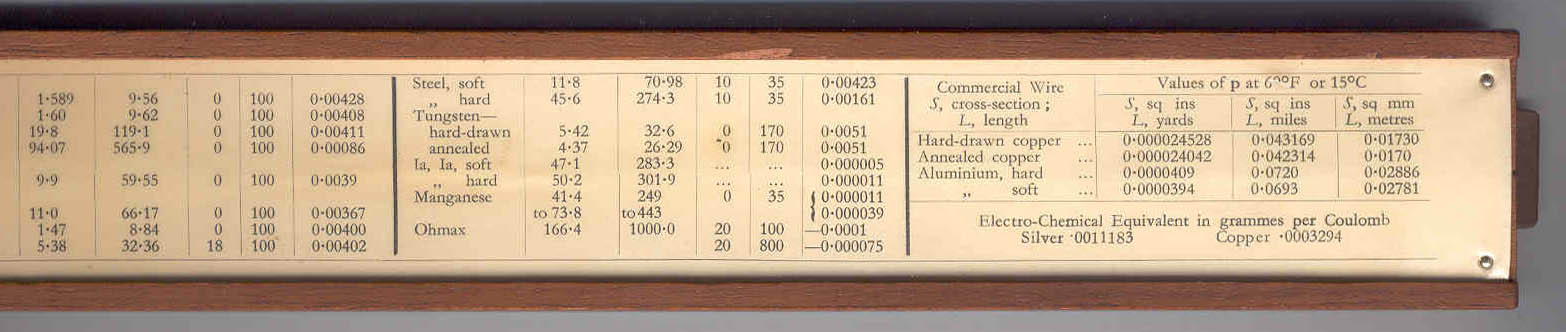 1·589 9·56 0 100 0·00428
1·60 9·62 0 100 0·00408
19·8 119·1 0 100 0·00411
94·07 565·9 0 100 0·00086
9·9 59·55 0 100 0·0039
11·0 66·17 0 100 0·00367
1·47 8·84 0 100 0·00400
5·38 32·36 18 100 0·00402
Steel, soft 11·8 70·98 10 35 0·00423
„ hard 45·6 274·3 10 35 0·00161
Tungsten—
hard-drawn 5·42 32·6 0 170 0·0051
annealed 4·37 26·29 0 170 0·0051
Ia, Ia, soft 47·1 283·3 ... ... 0·000005
„ hard 50·2 301·9 ... ... 0·000011
Manganese 41·4 249 0 35 { 0·000011
to 73·8 to 443 0·000039
Ohmax 166·4 1000·0 20 100 —0·0001
20 800 —0·000075
Commercial Wire
S, cross-section ;
L, length
Values of p at °F or 15°C
S, sq ins S, sq ins S, sq mm
L, yards L, miles L, metres
Hard-drawn copper ... 0·000024528 0·043169 0·01730
Annealed copper ... 0·000024042 0·042314 0·0170
Aluminium, hard ... 0·0000409 0·0720 0·02886
„ soft ... 0·0000394 0·0693 0·02781
Electro-Chemical Equivalent in grammes per Coulomb
Silver ·0011183 Copper ·0003294